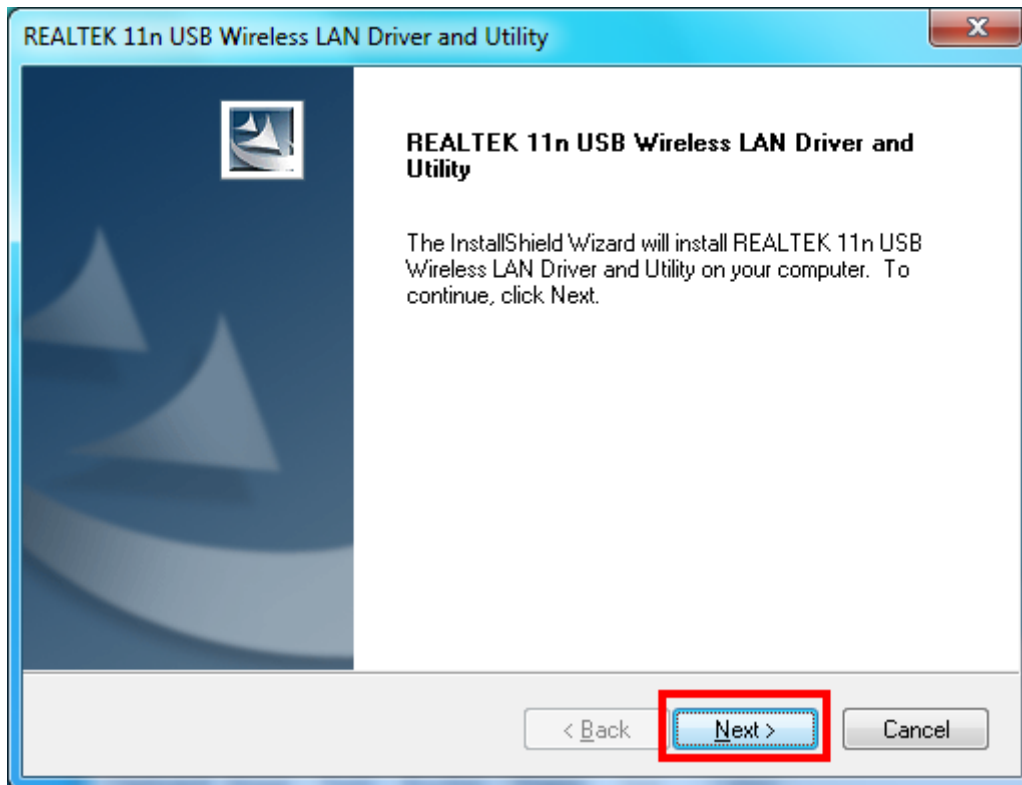 REALTEK 11n USB Wireless LAN Driver and Utility
REALTEK 11n USB Wireless LAN Driver and
Utility
The InstallShield Wizard will install REALTEK 11n USB
Wireless LAN Driver and Utility on your computer.  To
continue, click Next.
< Back
Next >
Cancel